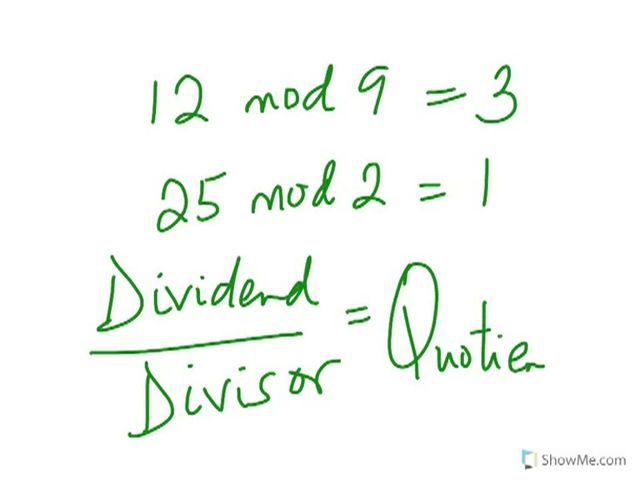 12 mod 9 = 3
25 mod 2 = 1
Dividend
Divisor
= Quotien
ShowMe.com